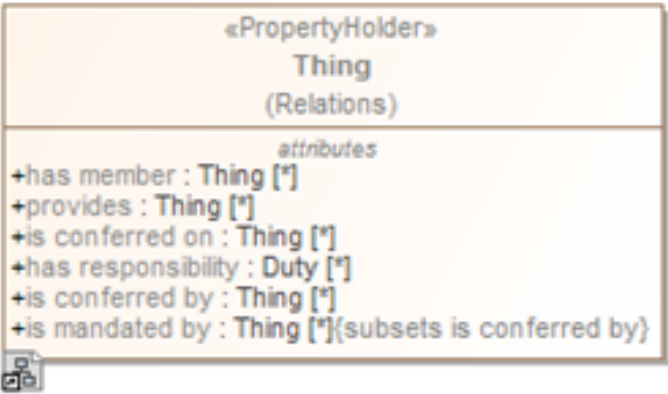 «PropertyHolder»
Thing
(Relations)
attributes
+has member : Thing [*]
+provides : Thing [*]
+is conferred on : Thing [*]
+has responsibility : Duty [*]
+is conferred by : Thing [*]
+is mandated by : Thing [*]{subsets is conferred by}